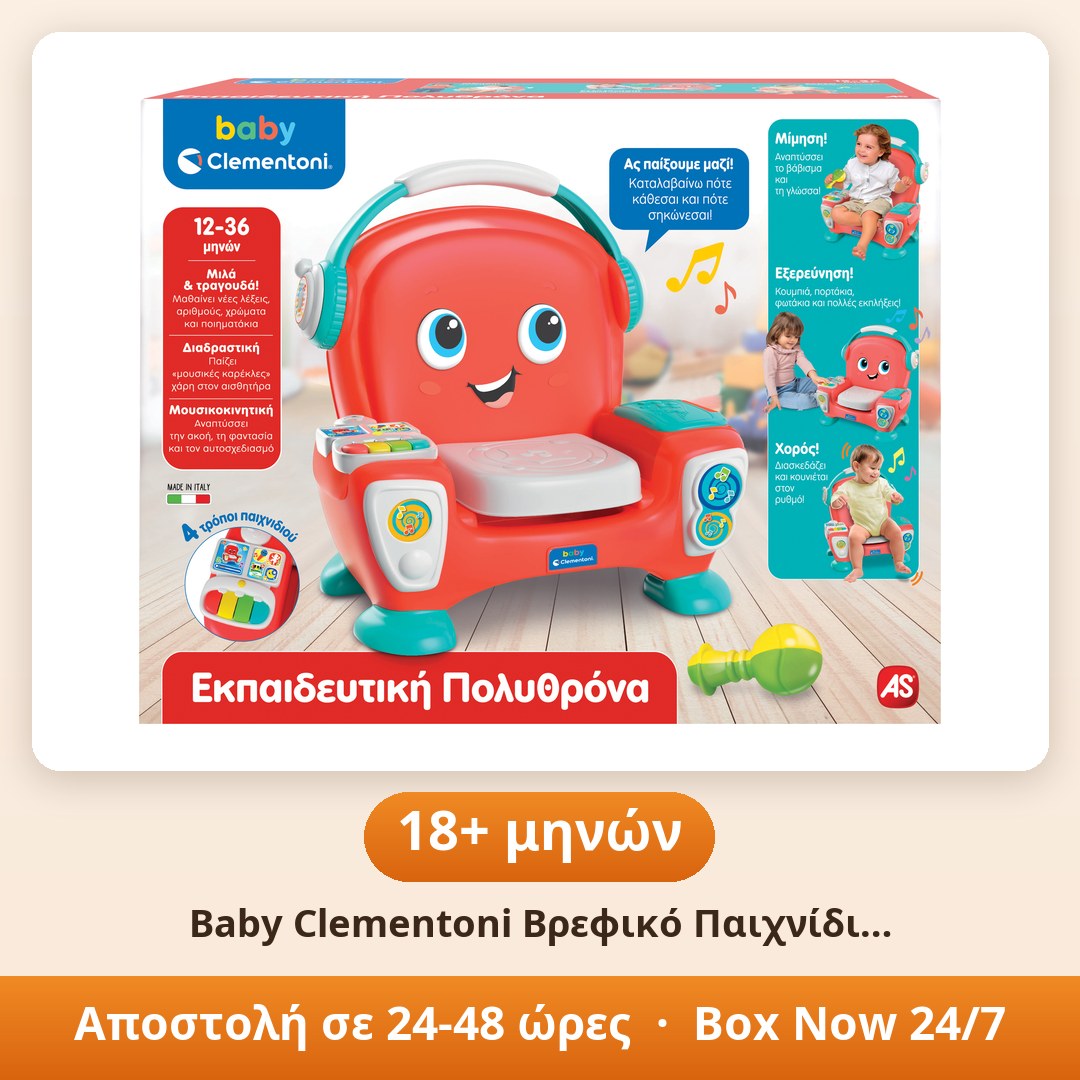 Εκπαιδευτική Πολυθρόνα
baby
Clementoni
12-36
μηνών
Μιλά
& τραγουδά!
Μαθαίνει νέες λέξεις,
αριθμούς, χρώματα
και ποιηματάκια
Διαδραστική
Παίζει
«μουσικές καρέκλες»
χάρη στον αισθητήρα
Μουσικοκινητική
Αναπτύσσει
την ακοή, τη φαντασία
και τον αυτοσχεδιασμό
MADE IN ITALY
4 τρόποι παιχνιδιού
Ας παίξουμε μαζί!
Καταλαβαίνω πότε
κάθεσαι και πότε
σηκώνεσαι!
Μίμηση!
Αναπτύσσει
το βάβισμα
και
τη γλώσσα!
Εξερεύνηση!
Κουμπιά, πορτάκια,
φωτάκια και πολλές εκπλήξεις!
Χορός!
Διασκεδάζει
και κουνιέται
στον
ρυθμό!
baby
Clementoni
Εκπαιδευτική Πολυθρόνα
AS
18+ μηνών
Baby Clementoni Βρεφικό Παιχνίδι...
Αποστολή σε 24-48 ώρες · Box Now 24/7